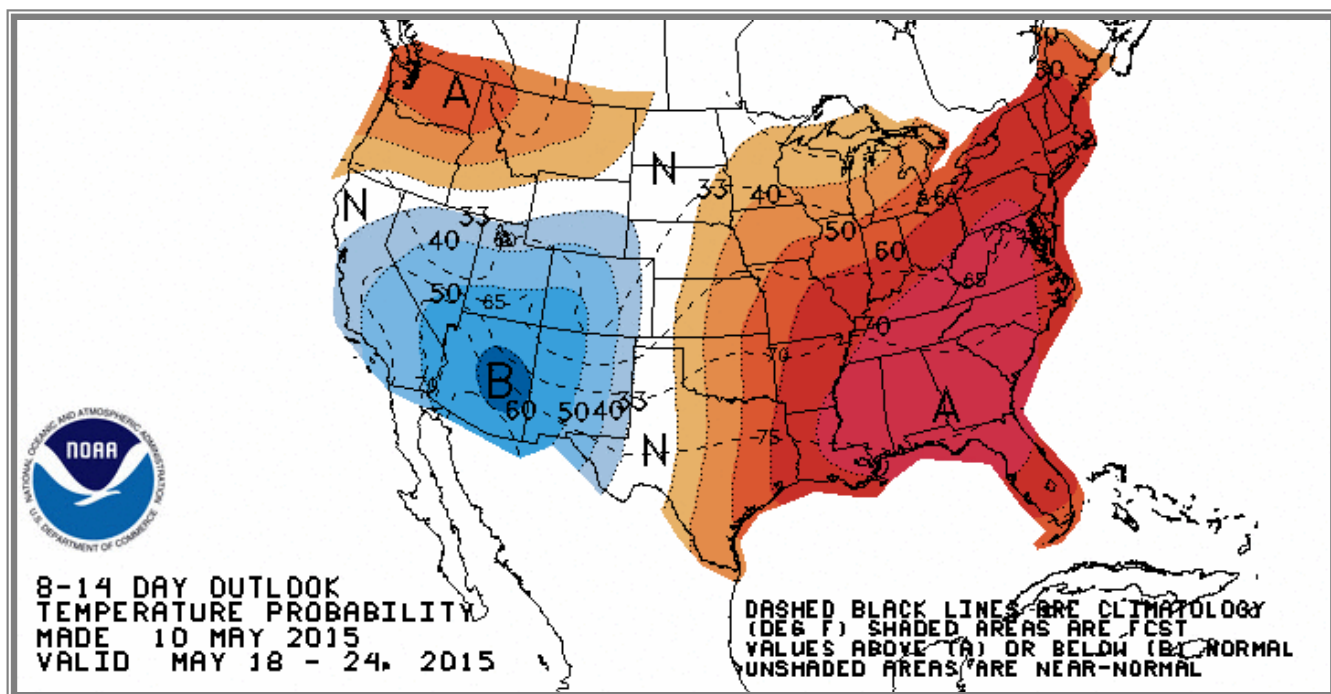 A
N
33
N
33
40
40
50
50
60
65
65
70
A
B
70
70
60
50
40
33
N
75
NOAA
NATIONAL OCEANIC AND ATMOSPHERIC ADMINISTRATION
U.S. DEPARTMENT OF COMMERCE
8-14 DAY OUTLOOK
TEMPERATURE PROBABILITY
MADE 10 MAY 2015
VALID MAY 18 - 24, 2015
DASHED BLACK LINES ARE CLIMATOLOGY
(DEG F) SHADED AREAS ARE FCST
VALUES ABOVE (A) OR BELOW (B) NORMAL
UNSHADED AREAS ARE NEAR-NORMAL